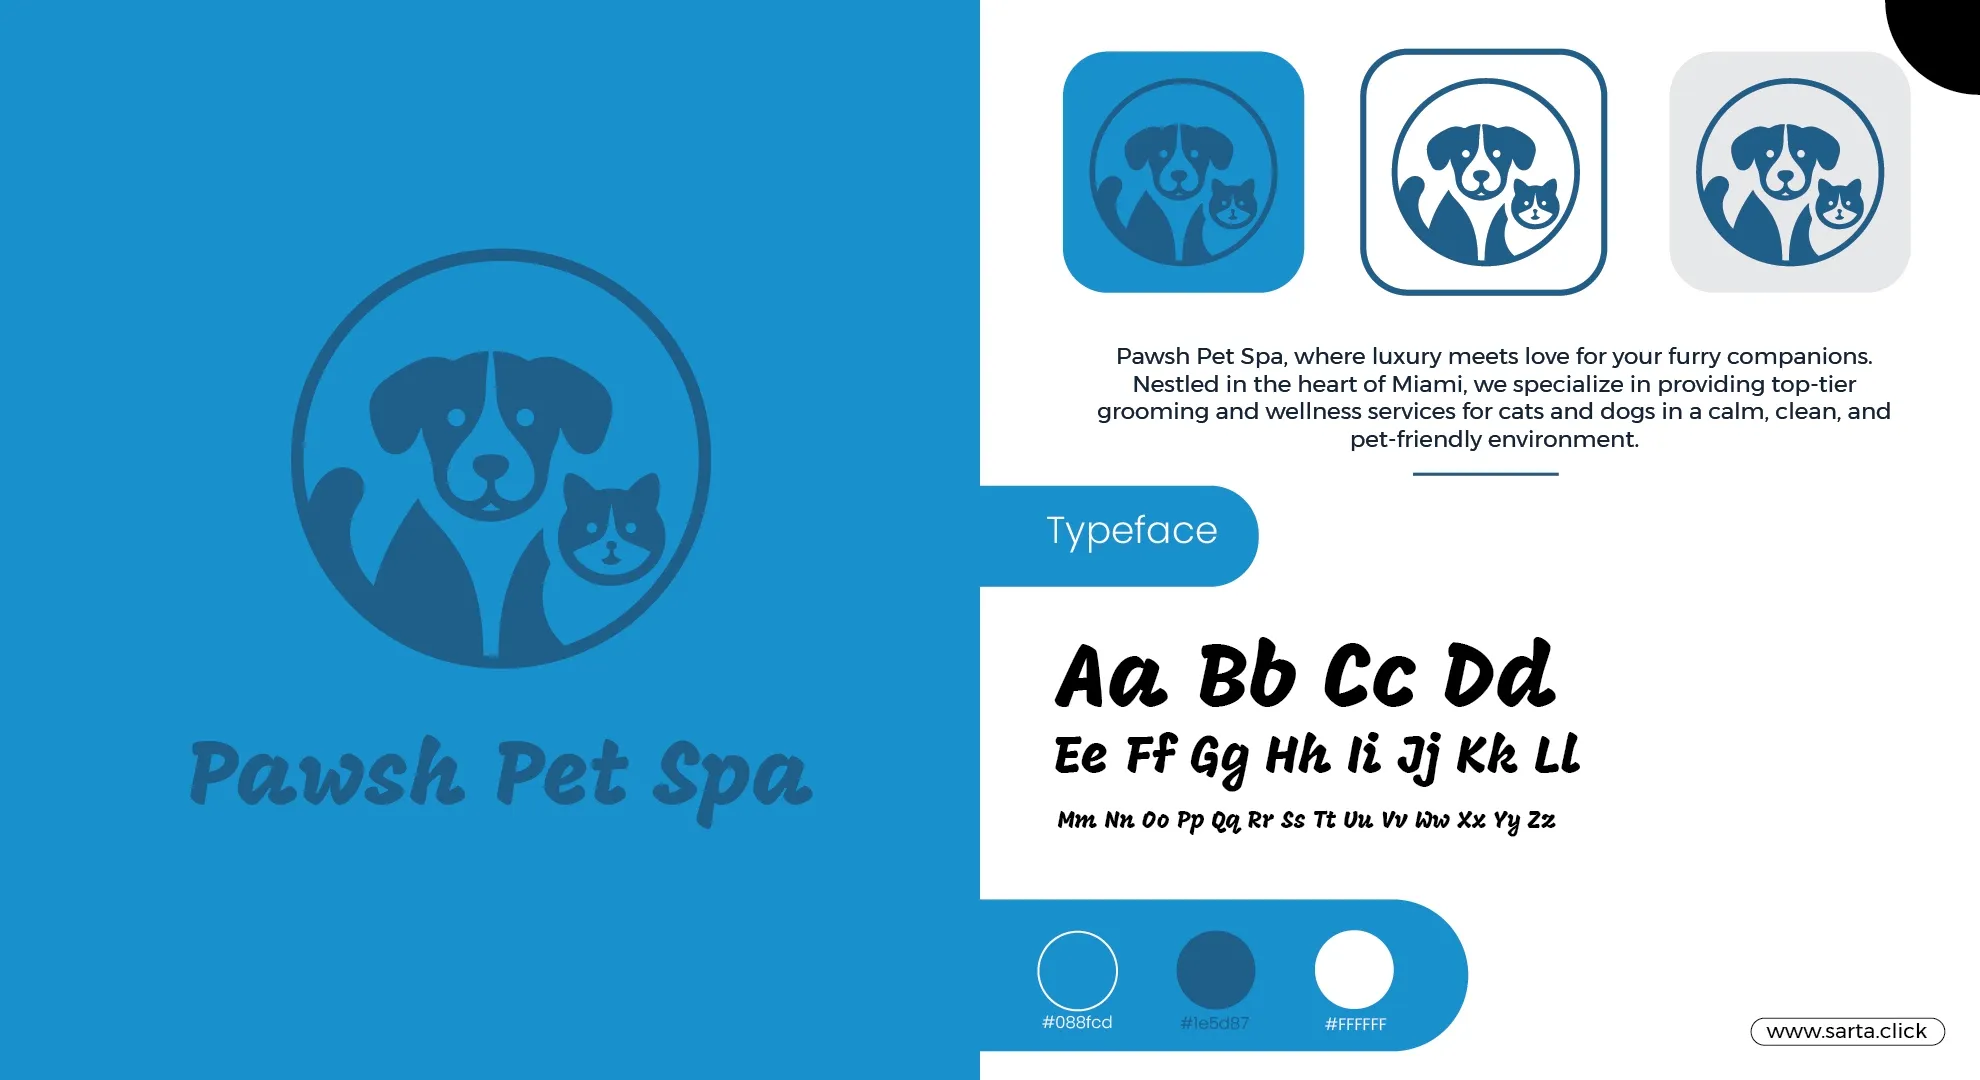 Pawsh Pet Spa
Pawsh Pet Spa, where luxury meets love for your furry companions.
Nestled in the heart of Miami, we specialize in providing top-tier
grooming and wellness services for cats and dogs in a calm, clean, and
pet-friendly environment.
Typeface
Aa Bb Cc Dd
Ee Ff Gg Hh Ii Jj Kk Ll
Mm Nn Oo Pp Qq Rr Ss Tt Uu Vv Ww Xx Yy Zz
#088fcd #1e5d87 #FFFFFF
www.sarta.click